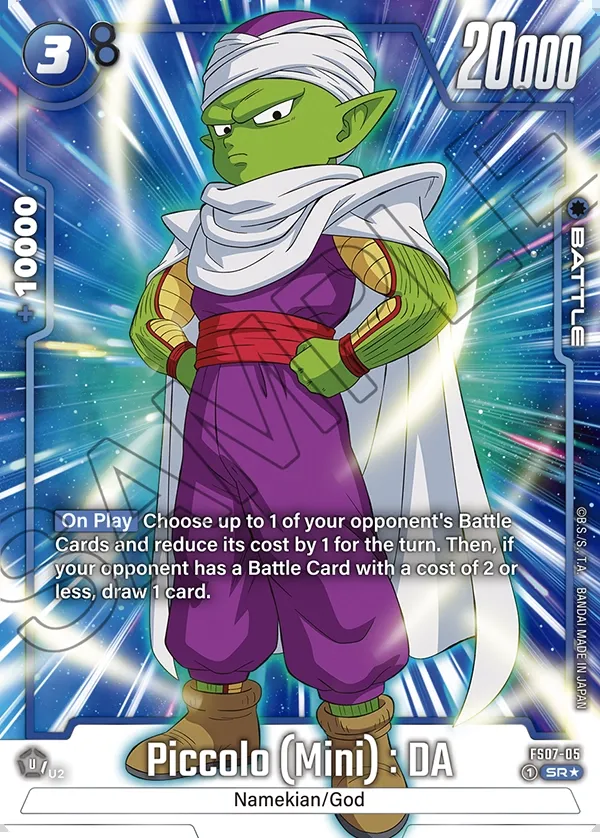 3
8
20000
+10000
BATTLE
SAMPLE
On Play Choose up to 1 of your opponent's Battle
Cards and reduce its cost by 1 for the turn. Then, if
your opponent has a Battle Card with a cost of 2 or
less, draw 1 card.
©B.S./S., T.A. BANDAI MADE IN JAPAN
U/U2
Piccolo (Mini) : DA
FS07-05
1 SR★
Namekian/God